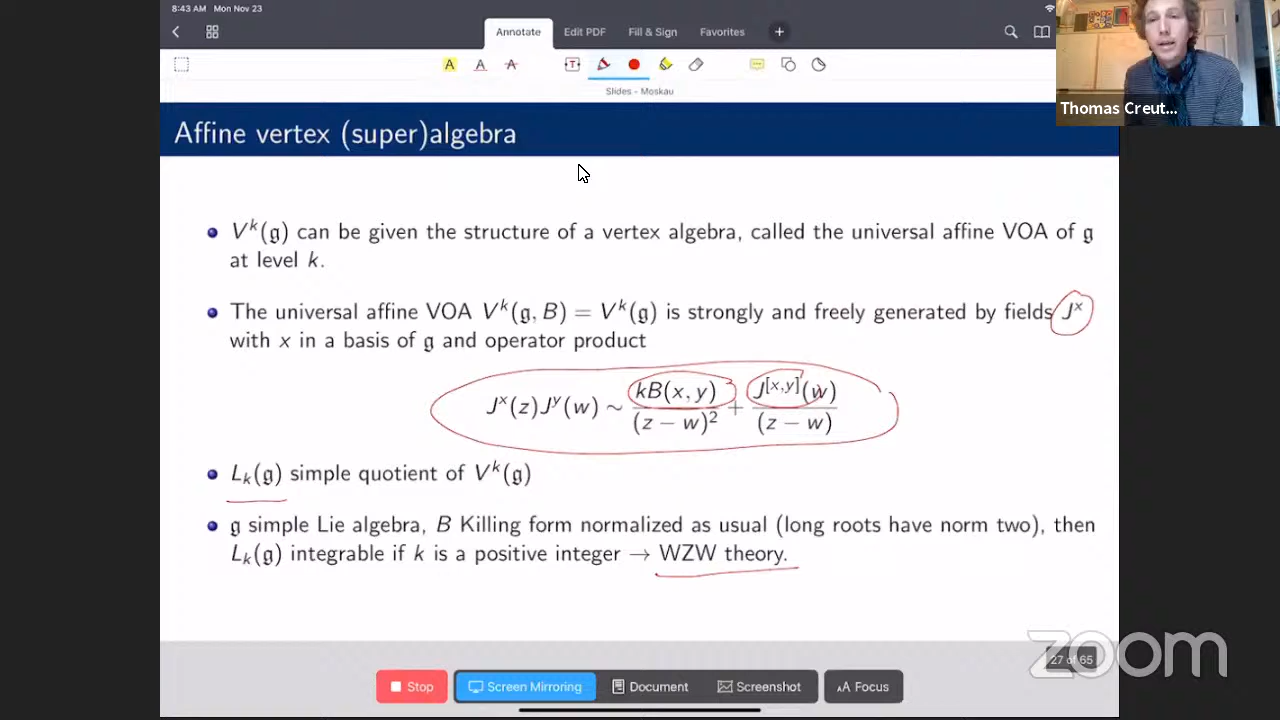 8:43 AM Mon Nov 23
Annotate Edit PDF Fill & Sign Favorites +
A A A T
Slides - Moskau
Thomas Creut...
Affine vertex (super)algebra
V^k(𝔤) can be given the structure of a vertex algebra, called the universal affine VOA of 𝔤
at level k.
The universal affine VOA V^k(𝔤, B) = V^k(𝔤) is strongly and freely generated by fields J^x
with x in a basis of 𝔤 and operator product
J^x(z)J^y(w) ∼ kB(x, y)/(z − w)^2 + J^{[x,y]}(w)/(z − w)
L_k(𝔤) simple quotient of V^k(𝔤)
𝔤 simple Lie algebra, B Killing form normalized as usual (long roots have norm two), then
L_k(𝔤) integrable if k is a positive integer → WZW theory.
27 of 65
zoom
Stop Screen Mirroring Document Screenshot A Focus